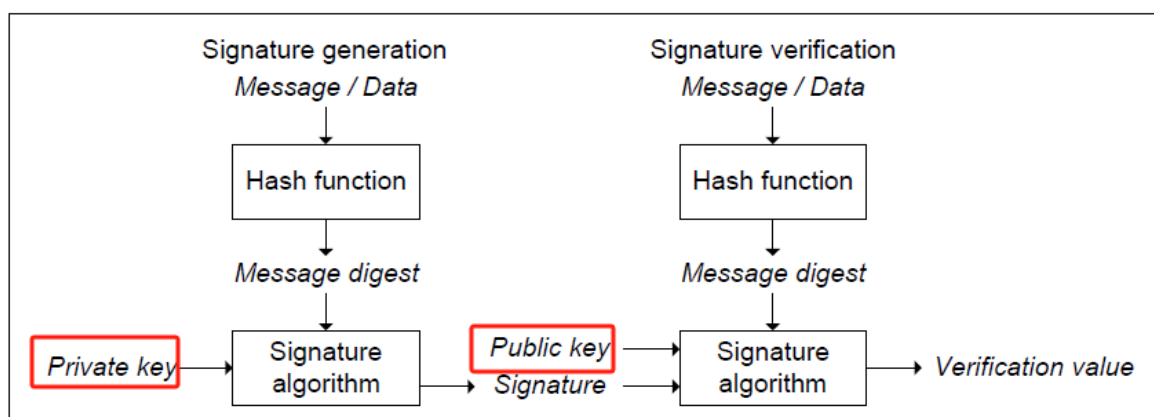 Signature generation
Message / Data
Hash function
Message digest
Private key
Signature
algorithm
Signature verification
Message / Data
Hash function
Message digest
Public key
Signature
Signature
algorithm
Verification value